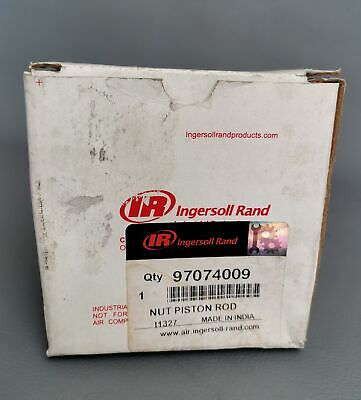 ingersollrandproducts.com
IR Ingersoll Rand
IR Ingersoll Rand
INDUSTRIA
NOT FOR
AIR COMP
Qty 97074009
1
NUT PISTON ROD
11327 MADE IN INDIA
www.air.ingersoll-rand.com